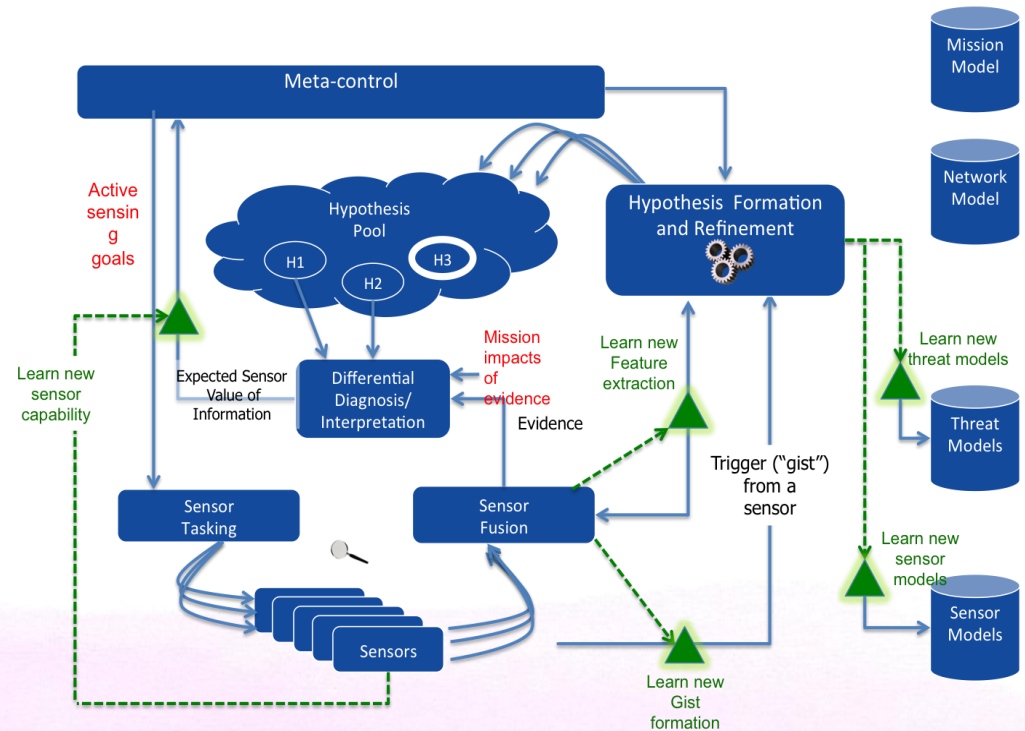 Mission
Model
Meta-control
Network
Model
Active
sensin
g
goals
Hypothesis
Pool
H1
H2
H3
Hypothesis Formation
and Refinement
Learn new
sensor
capability
Expected Sensor
Value of
Information
Differential
Diagnosis/
Interpretation
Mission
impacts
of
evidence
Evidence
Learn new
Feature
extraction
Learn new
threat models
Threat
Models
Trigger (“gist”)
from a
sensor
Sensor
Tasking
Sensor
Fusion
Learn new
sensor
models
Sensor
Models
Sensors
Learn new
Gist
formation